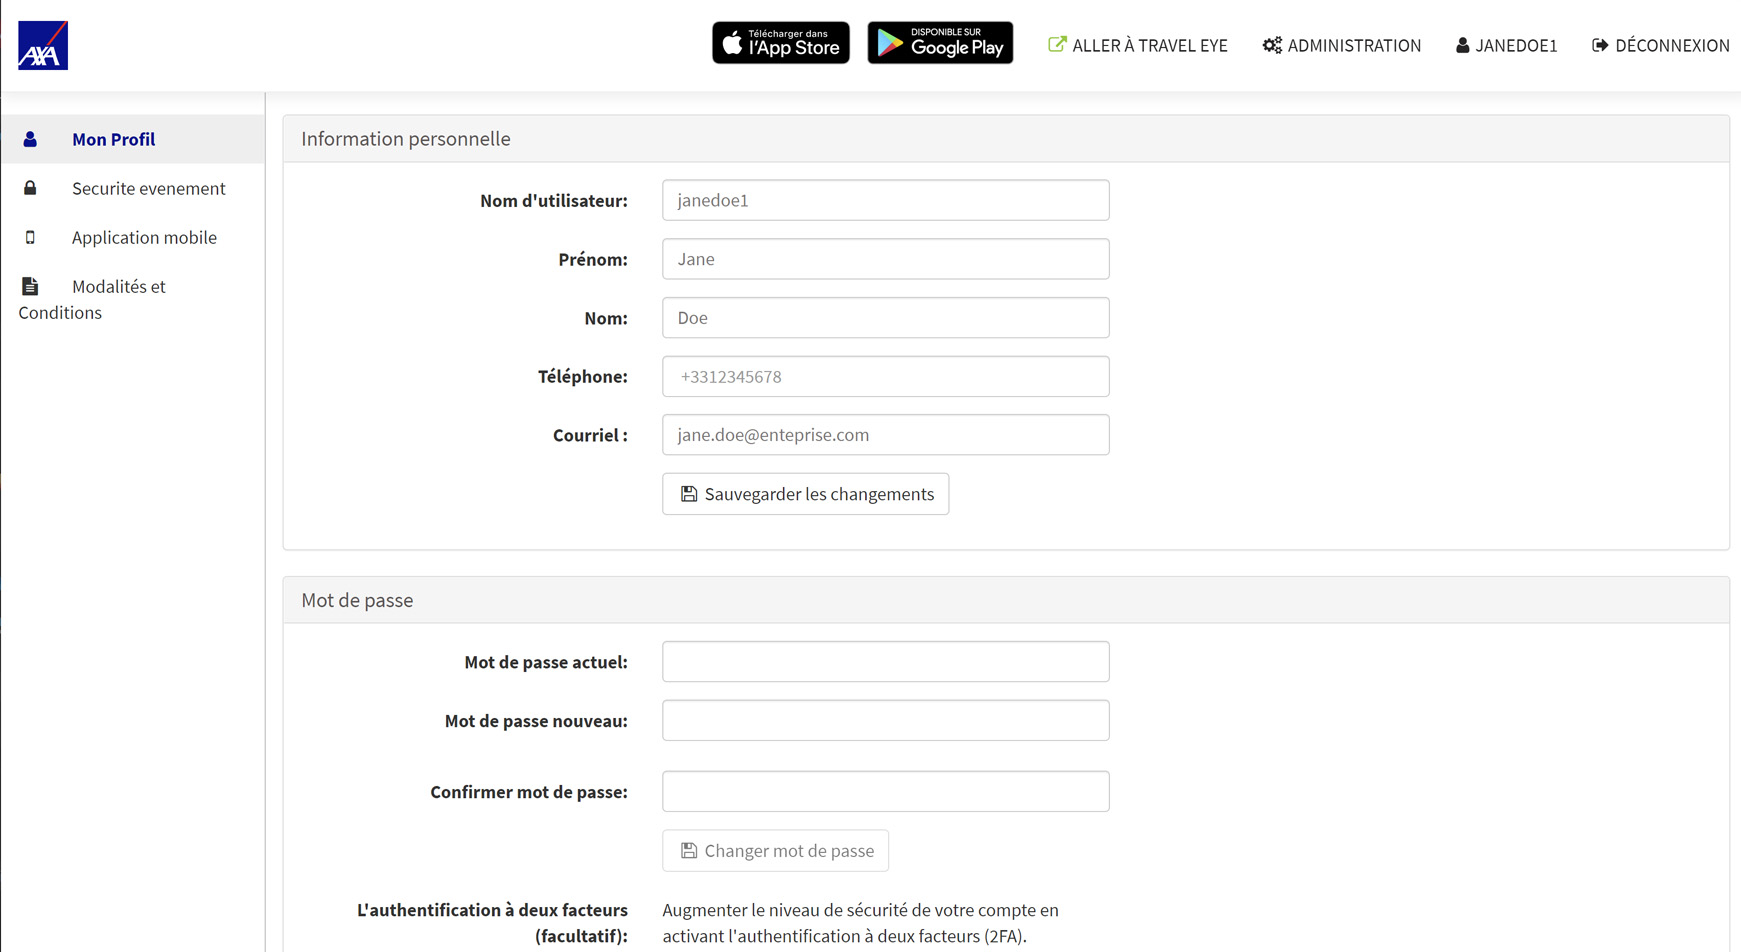 AXA
Télécharger dans
l'App Store
DISPONIBLE SUR
Google Play
ALLER À TRAVEL EYE
ADMINISTRATION
JANEDOE1
DÉCONNEXION
Mon Profil
Securite evenement
Application mobile
Modalités et
Conditions
Information personnelle
Nom d'utilisateur: janedoe1
Prénom: Jane
Nom: Doe
Téléphone: +3312345678
Courriel : jane.doe@enteprise.com
Sauvegarder les changements
Mot de passe
Mot de passe actuel:
Mot de passe nouveau:
Confirmer mot de passe:
Changer mot de passe
L'authentification à deux facteurs
(facultatif):
Augmenter le niveau de sécurité de votre compte en
activant l'authentification à deux facteurs (2FA).